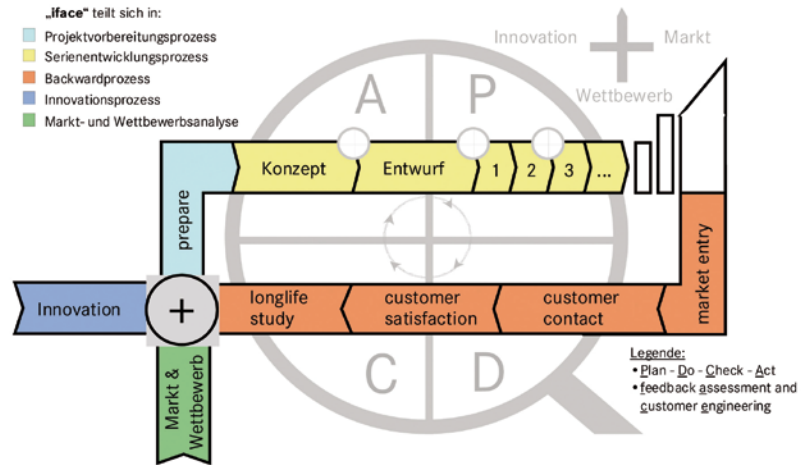 „iface“ teilt sich in:
Projektvorbereitungsprozess
Serienentwicklungsprozess
Backwardprozess
Innovationsprozess
Markt- und Wettbewerbsanalyse
Innovation
Markt
Wettbewerb
A
P
Konzept
Entwurf
1
2
3
...
prepare
market entry
Innovation
+
longlife
study
customer
satisfaction
customer
contact
Markt &
Wettbewerb
C
D
Legende:
• Plan - Do - Check - Act
• feedback assessment and
customer engineering